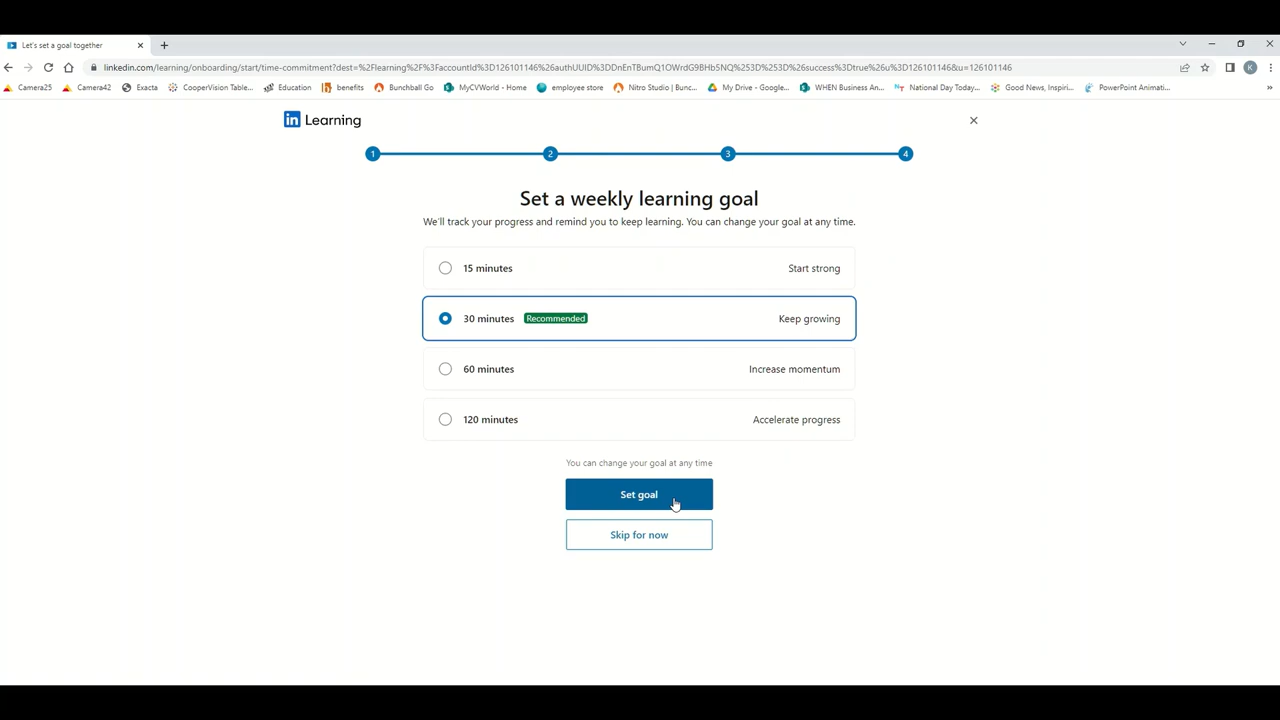 Let's set a goal together
linkedin.com/learning/onboarding/start/time-commitment?dest=%2Flearning%2F%3FaccountId%3D126101146%26authUUID%3DDnEnTBumQ1OWrdG9BHb5NQ%253D%253D%26success%3Dtrue%26u%3D126101146&u=126101146
K
Camera25 Camera42 Exacta CooperVision Table... Education benefits Bunchball Go MyCVWorld - Home employee store Nitro Studio | Bunc... My Drive - Google... WHEN Business An... National Day Today... Good News, Inspiri... PowerPoint Animati... »
in Learning
1 2 3 4
Set a weekly learning goal
We'll track your progress and remind you to keep learning. You can change your goal at any time.
15 minutes Start strong
30 minutes Recommended Keep growing
60 minutes Increase momentum
120 minutes Accelerate progress
You can change your goal at any time
Set goal
Skip for now